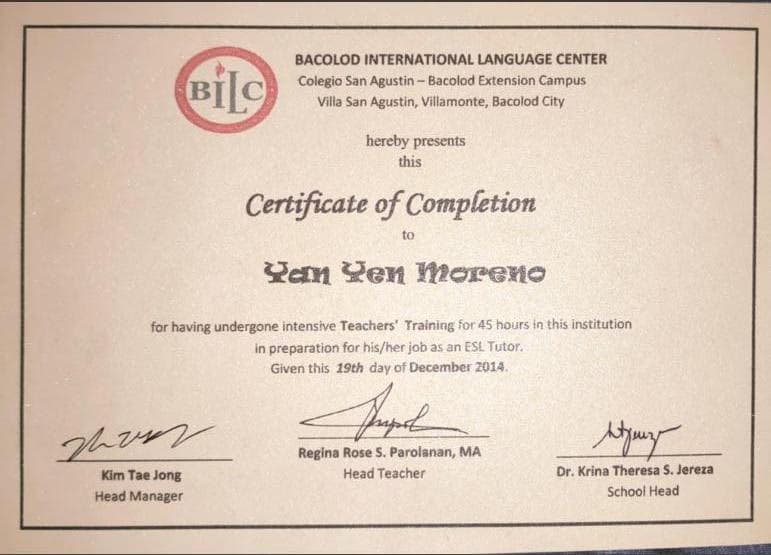 BILC
BACOLOD INTERNATIONAL LANGUAGE CENTER
Colegio San Agustin – Bacolod Extension Campus
Villa San Agustin, Villamonte, Bacolod City
hereby presents
this
Certificate of Completion
to
Yan Yen Moreno
for having undergone intensive Teachers' Training for 45 hours in this institution
in preparation for his/her job as an ESL Tutor.
Given this 19th day of December 2014.
Kim Tae Jong
Head Manager
Regina Rose S. Parolanan, MA
Head Teacher
Dr. Krina Theresa S. Jereza
School Head